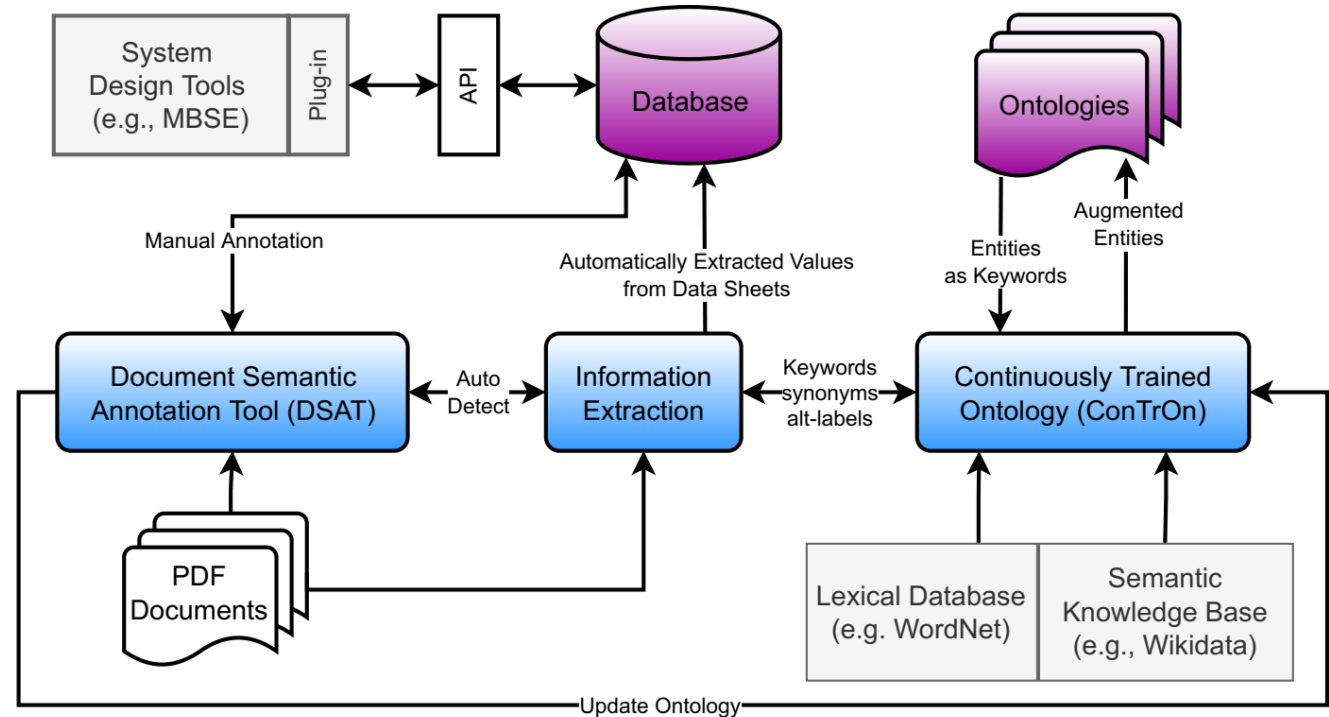 System
Design Tools
(e.g., MBSE)
Plug-in
API
Database
Ontologies
Manual Annotation
Automatically Extracted Values
from Data Sheets
Entities
as Keywords
Augmented
Entities
Document Semantic
Annotation Tool (DSAT)
Auto
Detect
Information
Extraction
Keywords
synonyms
alt-labels
Continuously Trained
Ontology (ConTrOn)
PDF
Documents
Lexical Database
(e.g. WordNet)
Semantic
Knowledge Base
(e.g., Wikidata)
Update Ontology